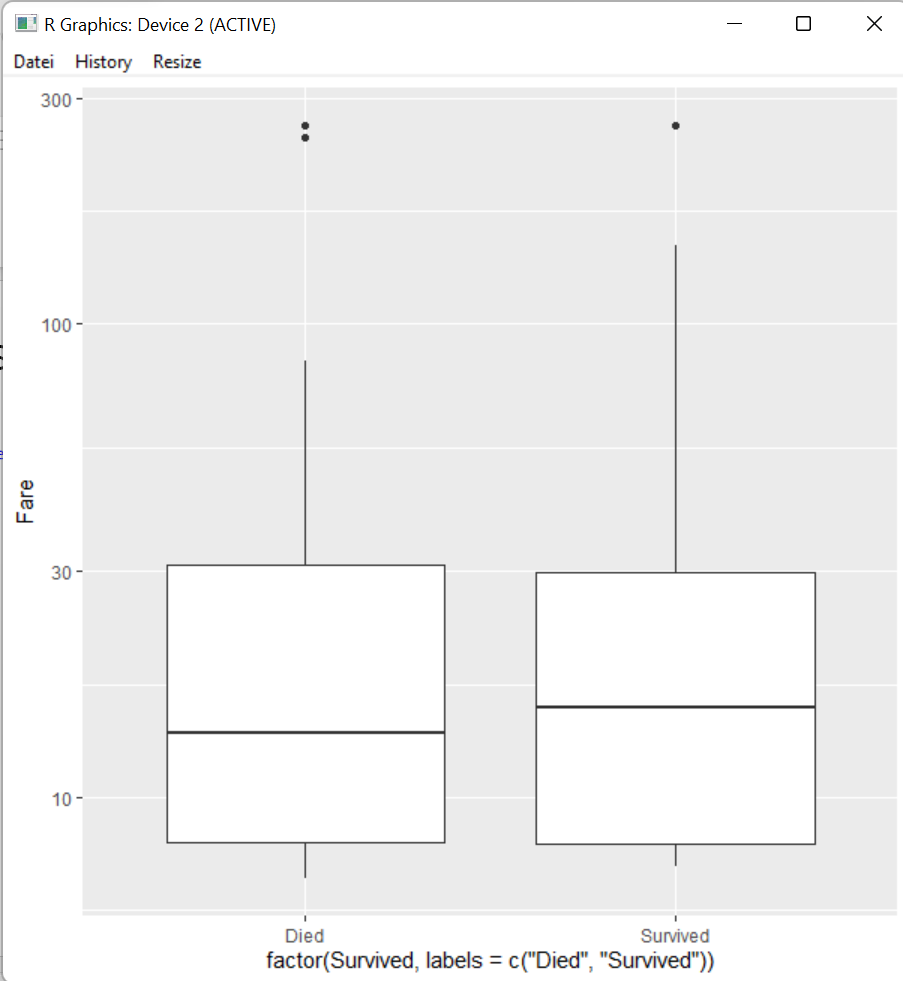 R Graphics: Device 2 (ACTIVE)
Datei History Resize
300
100
30
10
Fare
Died Survived
factor(Survived, labels = c("Died", "Survived"))